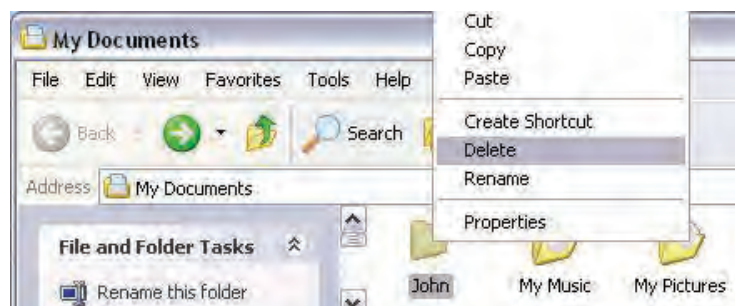 My Documents
Cut
Copy
Paste
File Edit View Favorites Tools Help
Back
Search
Create Shortcut
Delete
Rename
Address My Documents
Properties
File and Folder Tasks
Rename this folder
John My Music My Pictures